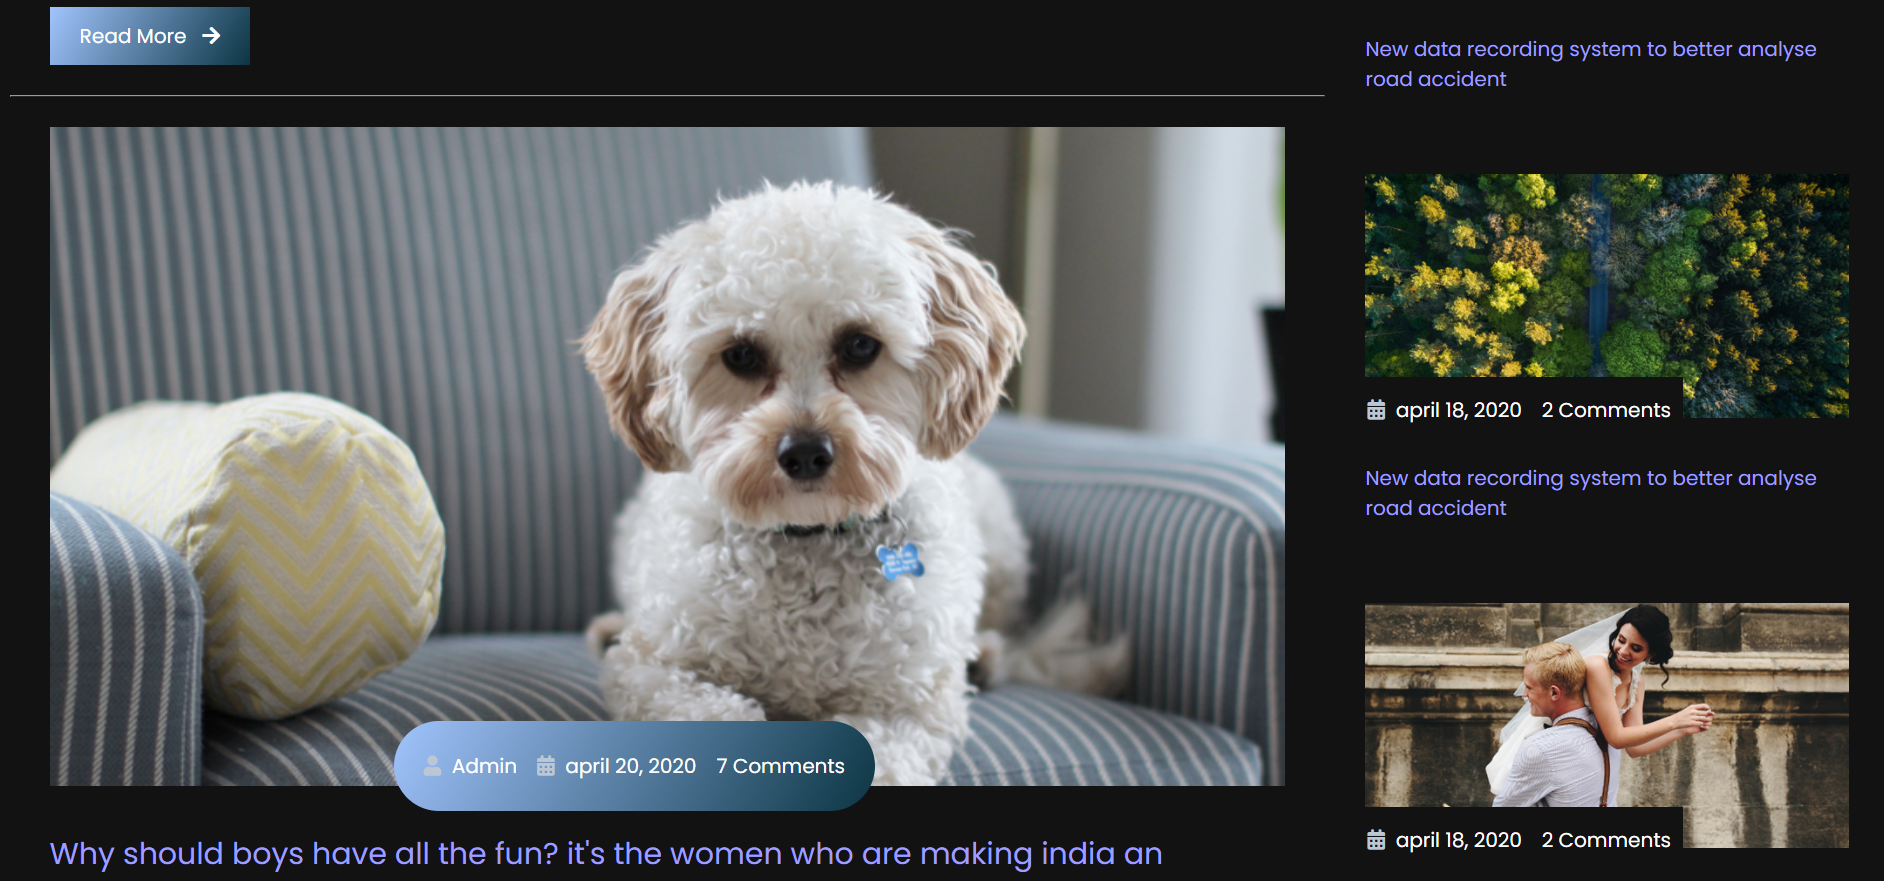 Read More
Admin april 20, 2020 7 Comments
Why should boys have all the fun? it's the women who are making india an
New data recording system to better analyse
road accident
april 18, 2020 2 Comments
New data recording system to better analyse
road accident
april 18, 2020 2 Comments